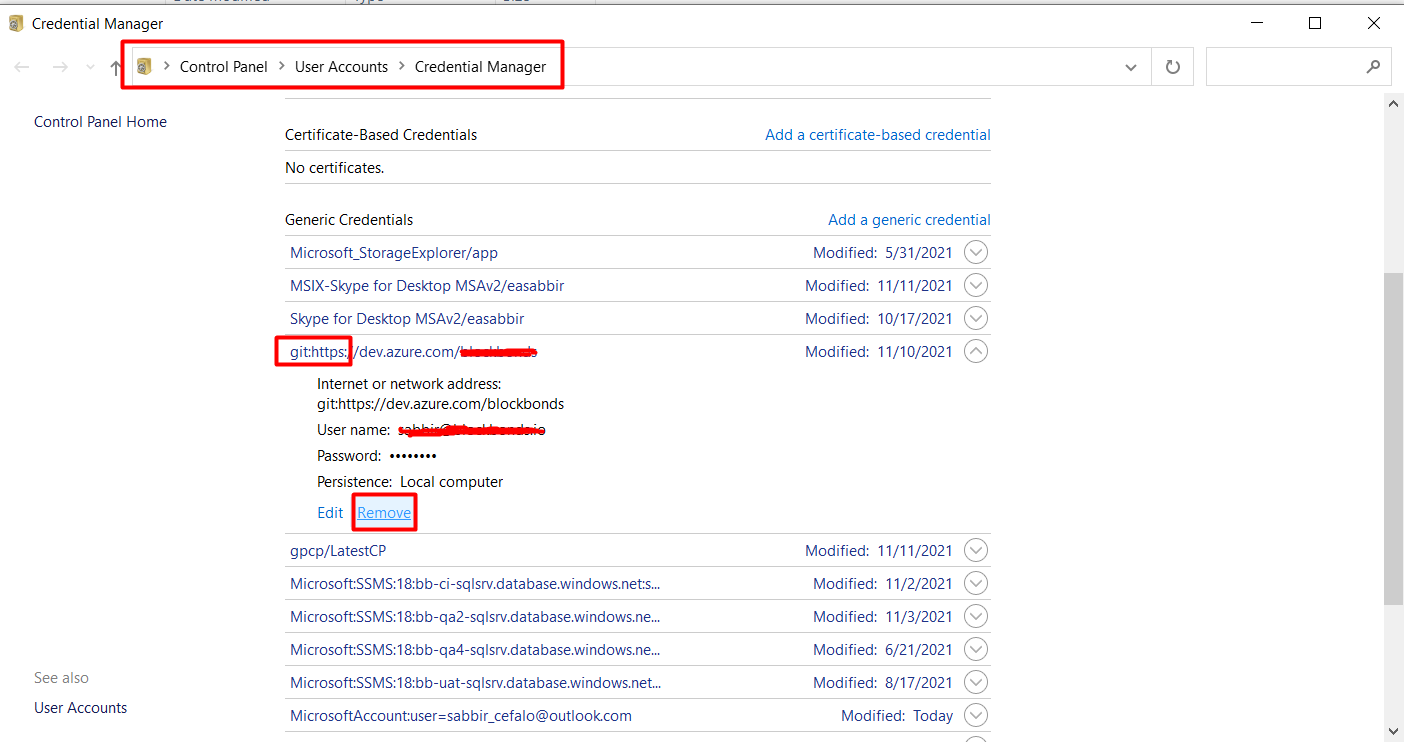 Credential Manager
Control Panel > User Accounts > Credential Manager
Control Panel Home
Certificate-Based Credentials Add a certificate-based credential
No certificates.
Generic Credentials Add a generic credential
Microsoft_StorageExplorer/app Modified: 5/31/2021
MSIX-Skype for Desktop MSAv2/easabbir Modified: 11/11/2021
Skype for Desktop MSAv2/easabbir Modified: 10/17/2021
git:https://dev.azure.com/ Modified: 11/10/2021
Internet or network address:
git:https://dev.azure.com/blockbonds
User name:
Password: ••••••••
Persistence: Local computer
Edit Remove
gpcp/LatestCP Modified: 11/11/2021
Microsoft:SSMS:18:bb-ci-sqlsrv.database.windows.net:s... Modified: 11/2/2021
Microsoft:SSMS:18:bb-qa2-sqlsrv.database.windows.ne... Modified: 11/3/2021
Microsoft:SSMS:18:bb-qa4-sqlsrv.database.windows.ne... Modified: 6/21/2021
Microsoft:SSMS:18:bb-uat-sqlsrv.database.windows.net... Modified: 8/17/2021
MicrosoftAccount:user=sabbir_cefalo@outlook.com Modified: Today
See also
User Accounts